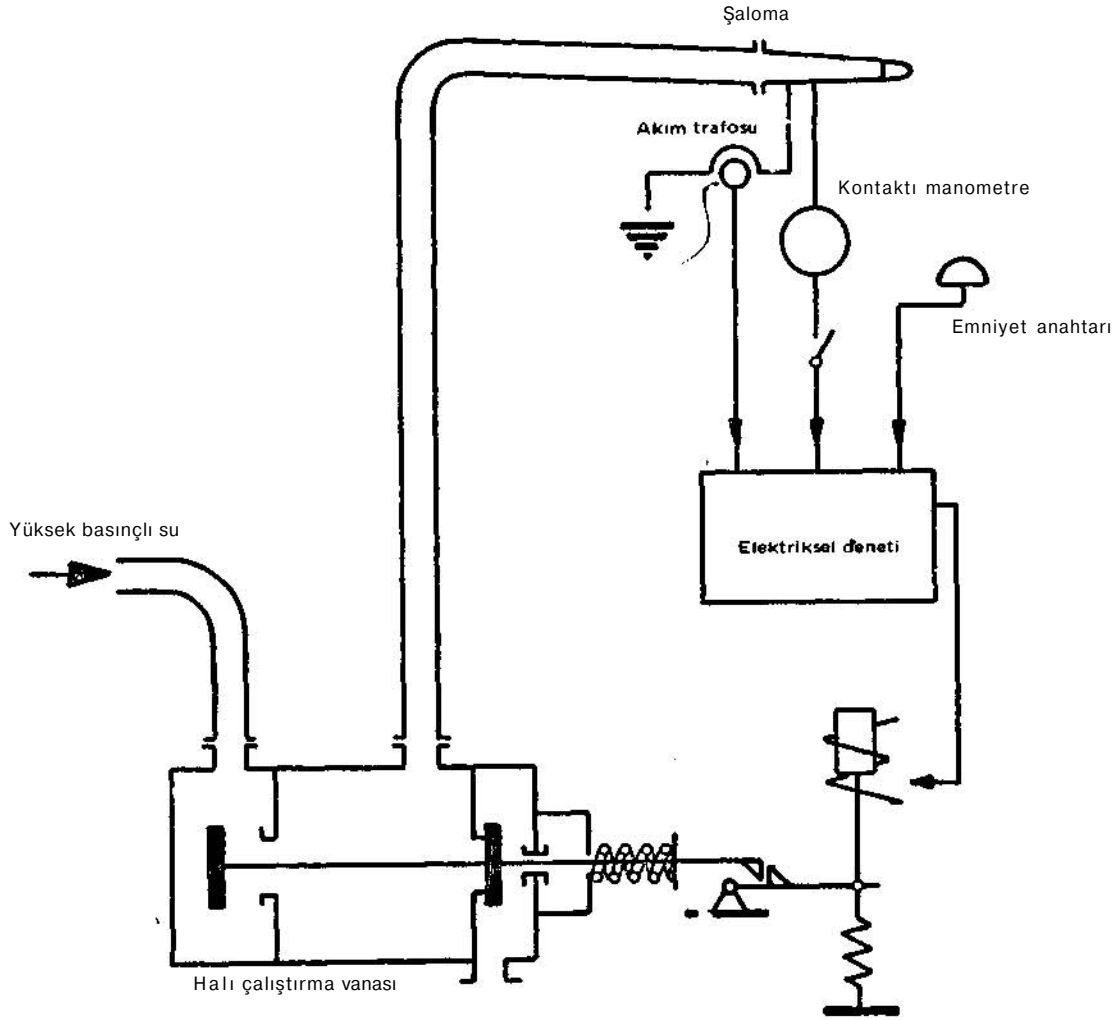 Şaloma
Akım trafosu
Kontaktı manometre
Emniyet anahtarı
Yüksek basınçlı su
Elektriksel deneti
Halı çalıştırma vanası